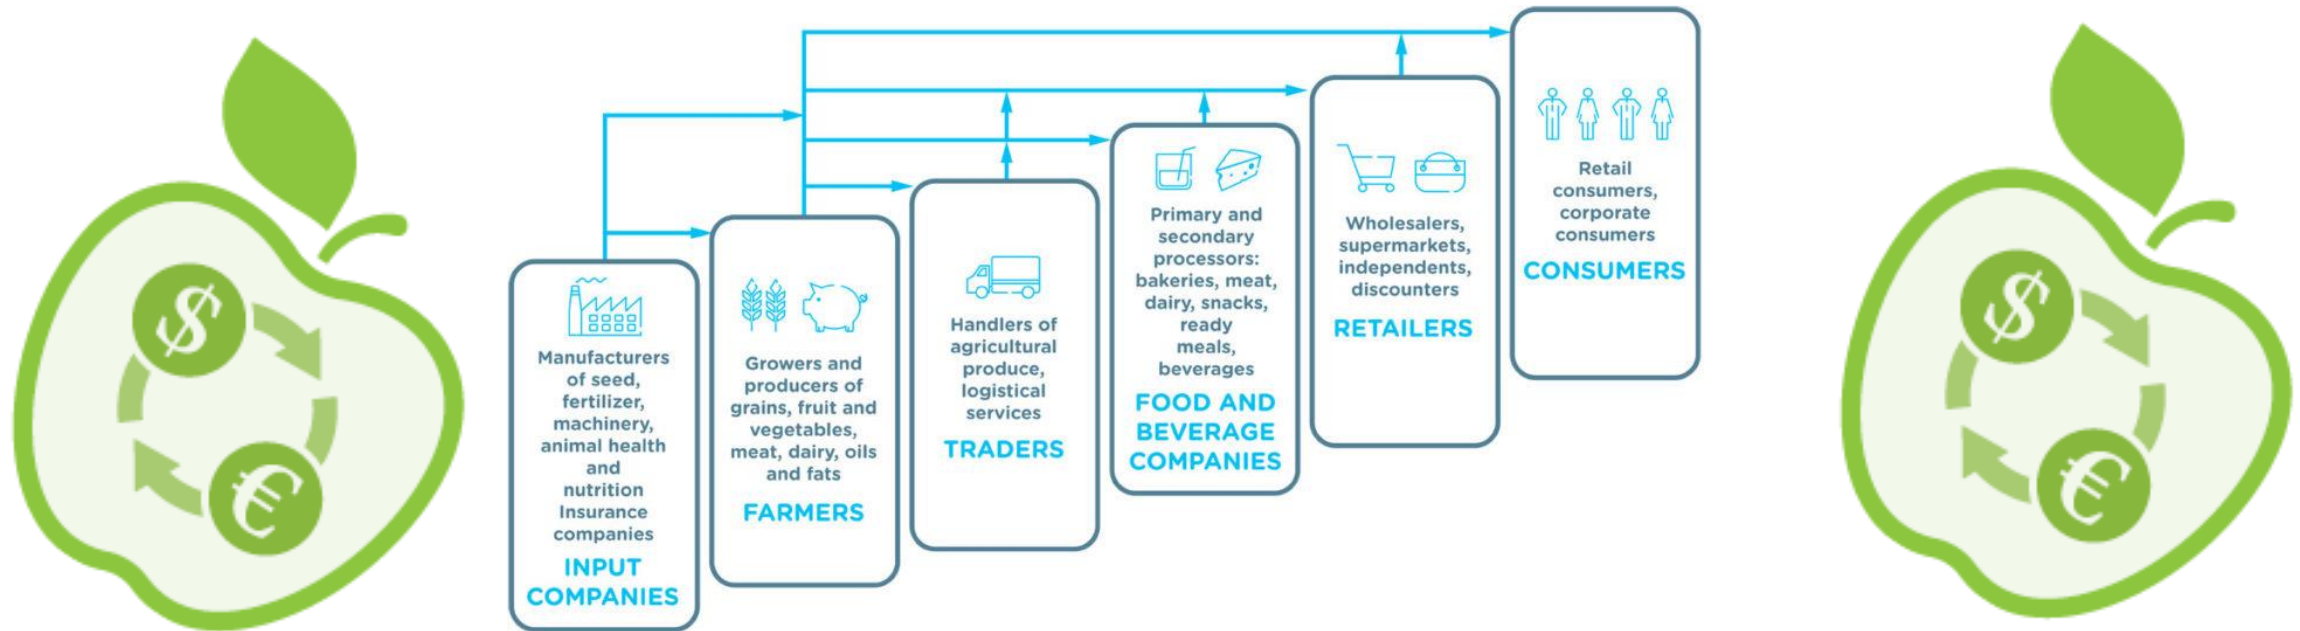 $
€
Manufacturers
of seed,
fertilizer,
machinery,
animal health
and
nutrition
Insurance
companies
INPUT
COMPANIES
Growers and
producers of
grains, fruit and
vegetables,
meat, dairy, oils
and fats
FARMERS
Handlers of
agricultural
produce,
logistical
services
TRADERS
Primary and
secondary
processors:
bakeries, meat,
dairy, snacks,
ready
meals,
beverages
FOOD AND
BEVERAGE
COMPANIES
Wholesalers,
supermarkets,
independents,
discounters
RETAILERS
Retail
consumers,
corporate
consumers
CONSUMERS
$
€